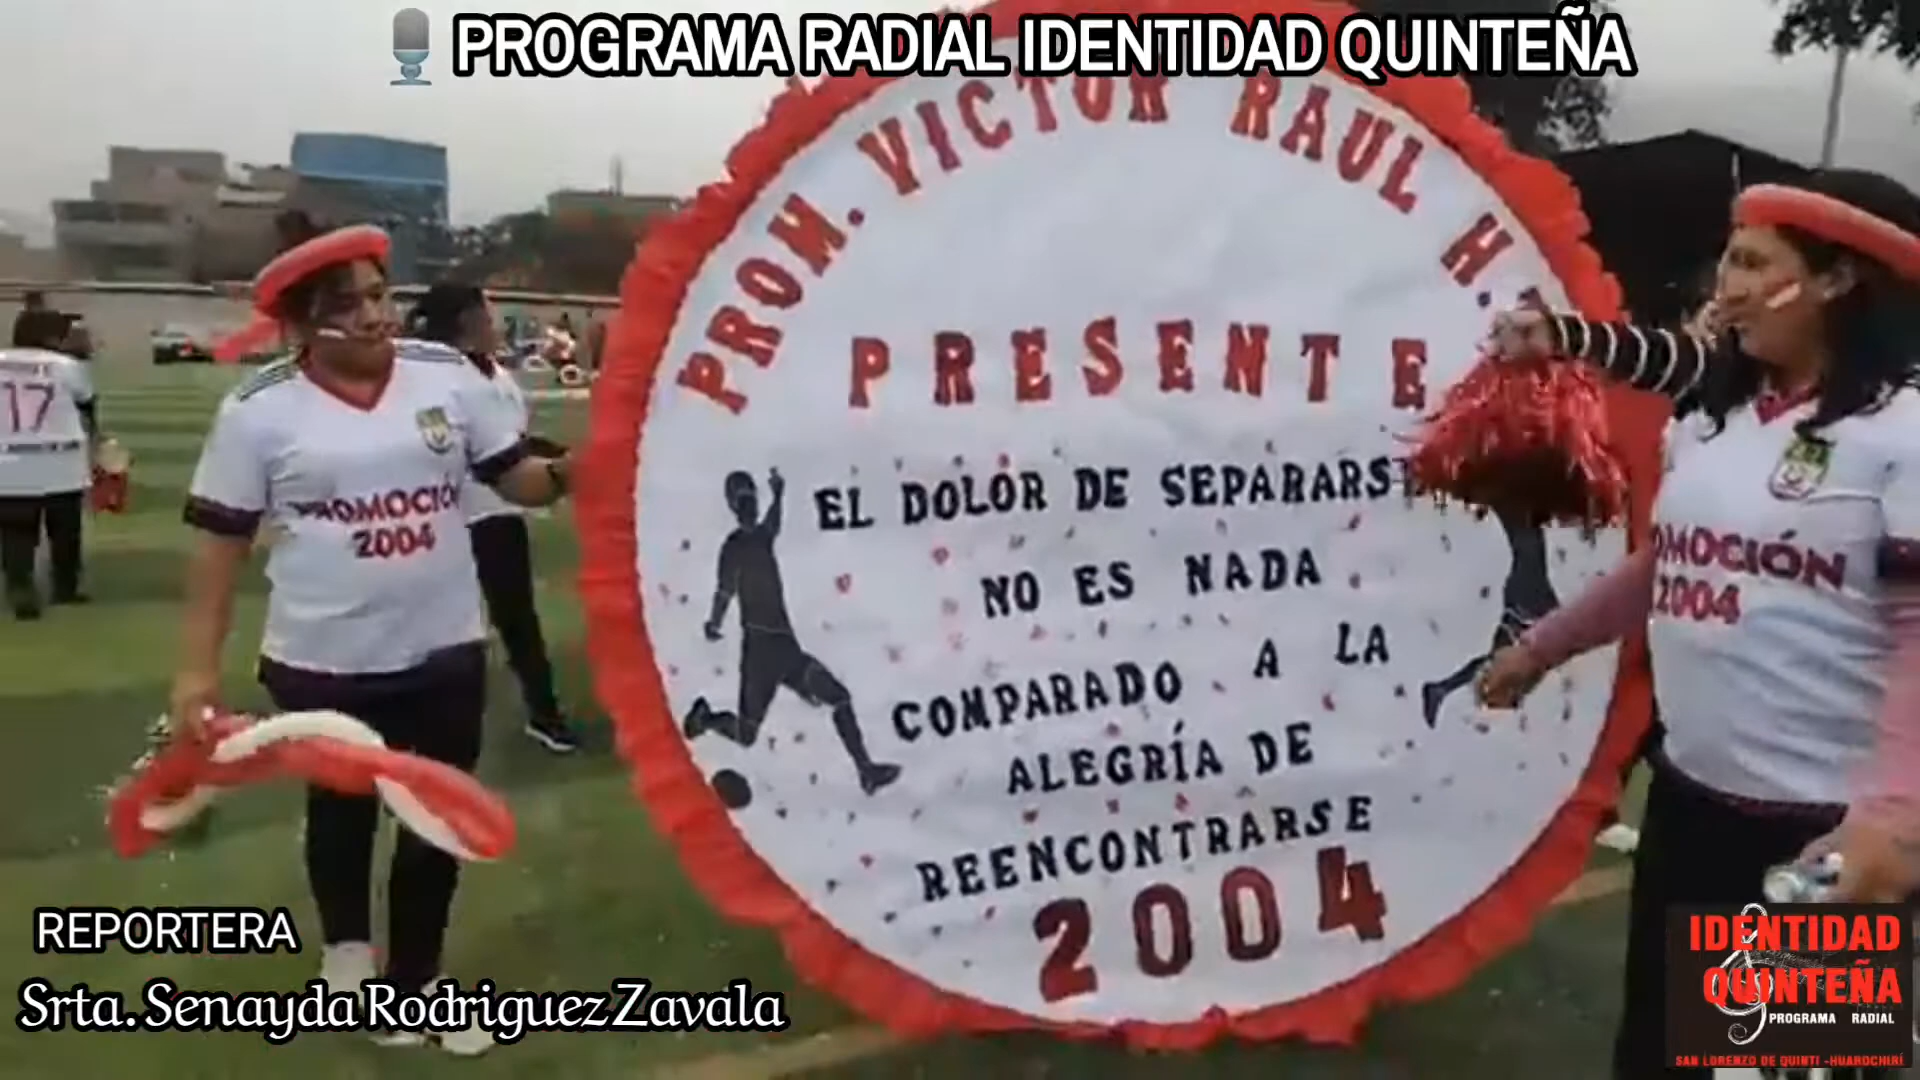 PROGRAMA RADIAL IDENTIDAD QUINTEÑA
PROM. VICTOR RAUL H.
PRESENTE
EL DOLOR DE SEPARARS
NO ES NADA
COMPARADO A LA
ALEGRÍA DE
REENCONTRARSE
2004
17
PROMOCIÓN
2004
OMOCIÓN
2004
REPORTERA
Srta. Senayda Rodriguez Zavala
IDENTIDAD
QUINTEÑA
PROGRAMA RADIAL
SAN LORENZO DE QUINTI -HUAROCHIRÍ